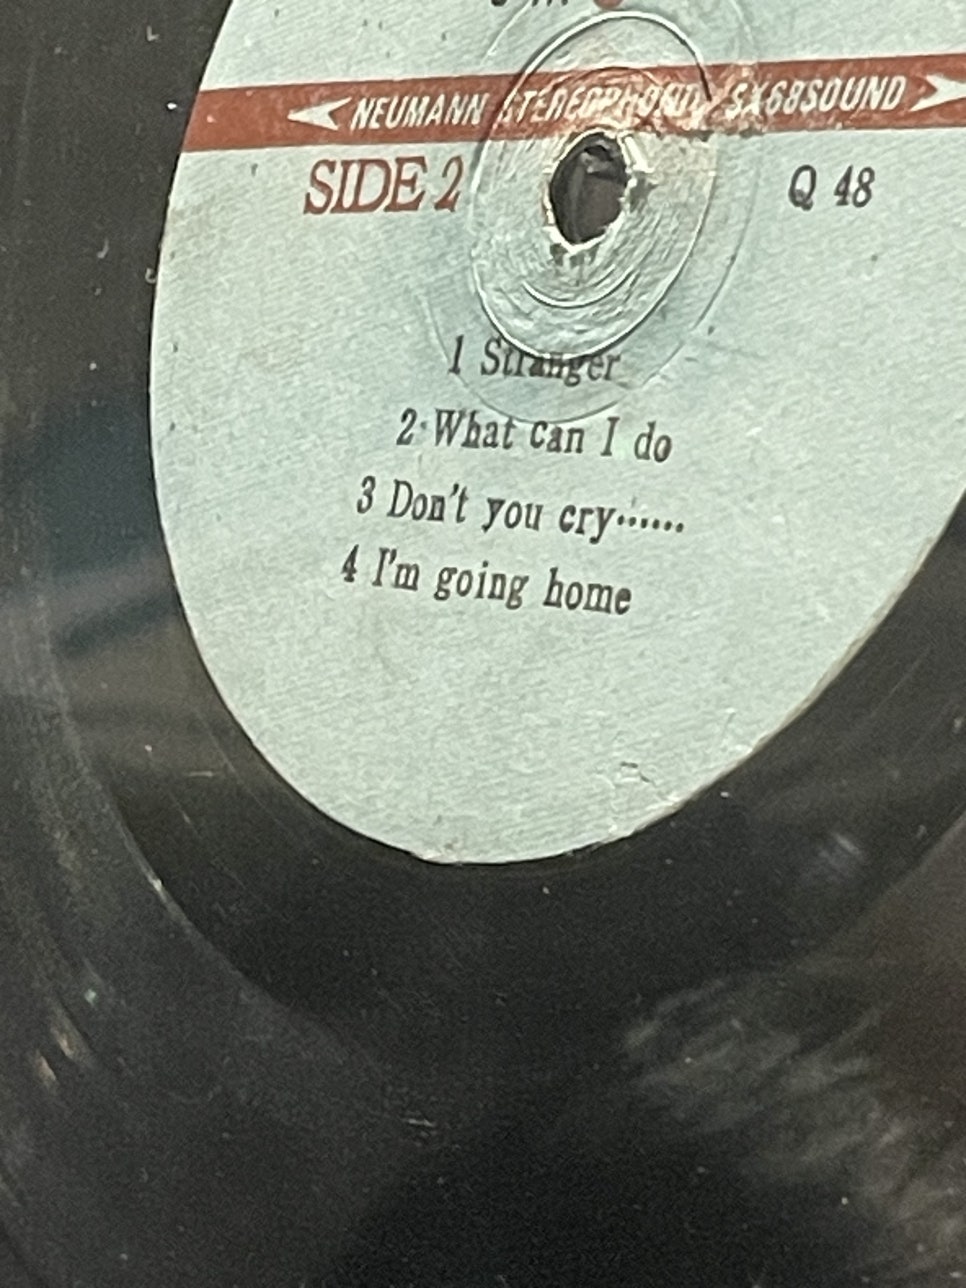 NEUMANN STEREOPHONIC SX68SOUND
SIDE 2
Q 48
1 Stranger
2 What can I do
3 Don't you cry······
4 I'm going home